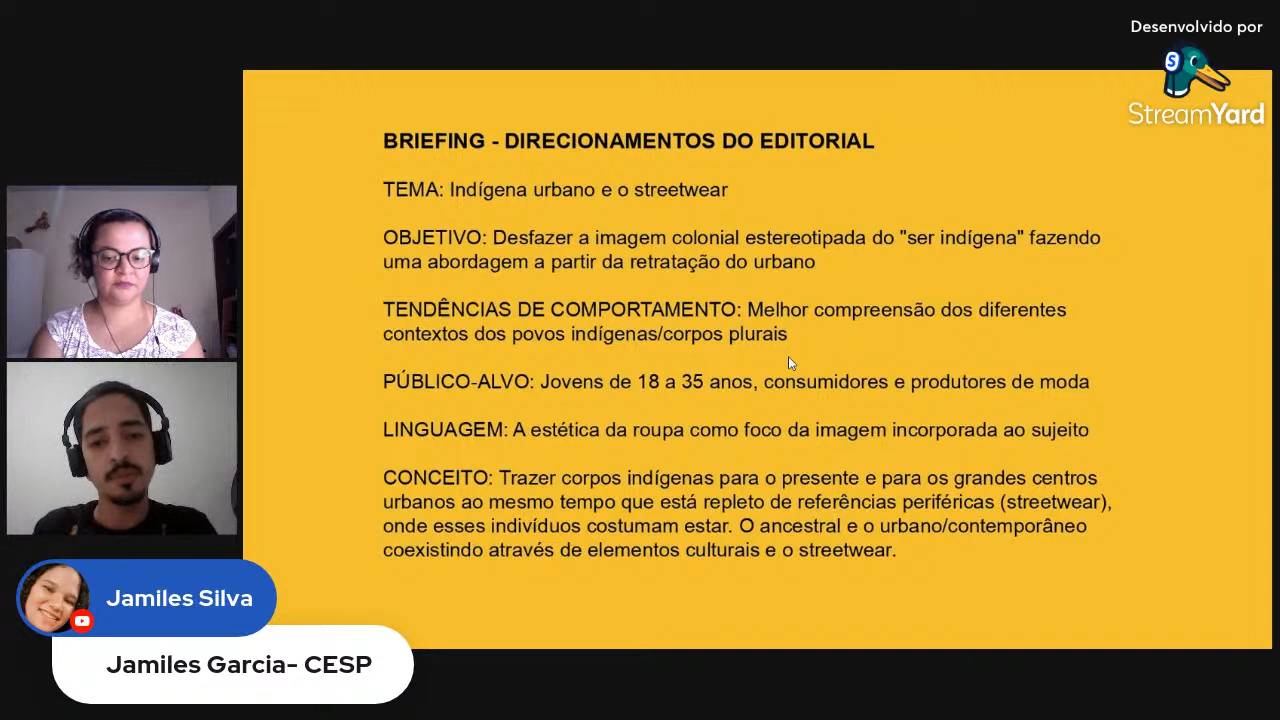 Desenvolvido por
StreamYard
BRIEFING - DIRECIONAMENTOS DO EDITORIAL
TEMA: Indígena urbano e o streetwear
OBJETIVO: Desfazer a imagem colonial estereotipada do "ser indígena" fazendo
uma abordagem a partir da retratação do urbano
TENDÊNCIAS DE COMPORTAMENTO: Melhor compreensão dos diferentes
contextos dos povos indígenas/corpos plurais
PÚBLICO-ALVO: Jovens de 18 a 35 anos, consumidores e produtores de moda
LINGUAGEM: A estética da roupa como foco da imagem incorporada ao sujeito
CONCEITO: Trazer corpos indígenas para o presente e para os grandes centros
urbanos ao mesmo tempo que está repleto de referências periféricas (streetwear),
onde esses indivíduos costumam estar. O ancestral e o urbano/contemporâneo
coexistindo através de elementos culturais e o streetwear.
Jamiles Silva
Jamiles Garcia- CESP